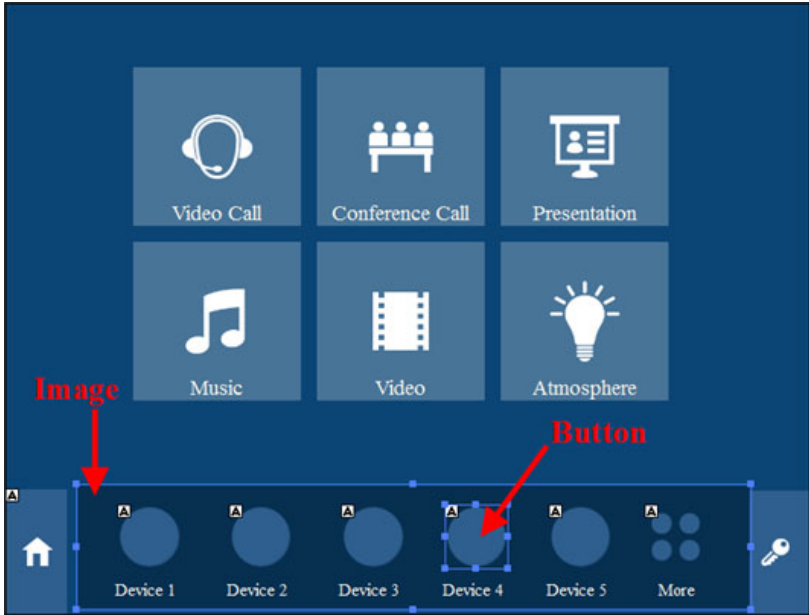 Video Call
Conference Call
Presentation
Music
Video
Atmosphere
Image
Button
A
A
A
A
A
A
A
Device 1
Device 2
Device 3
Device 4
Device 5
More